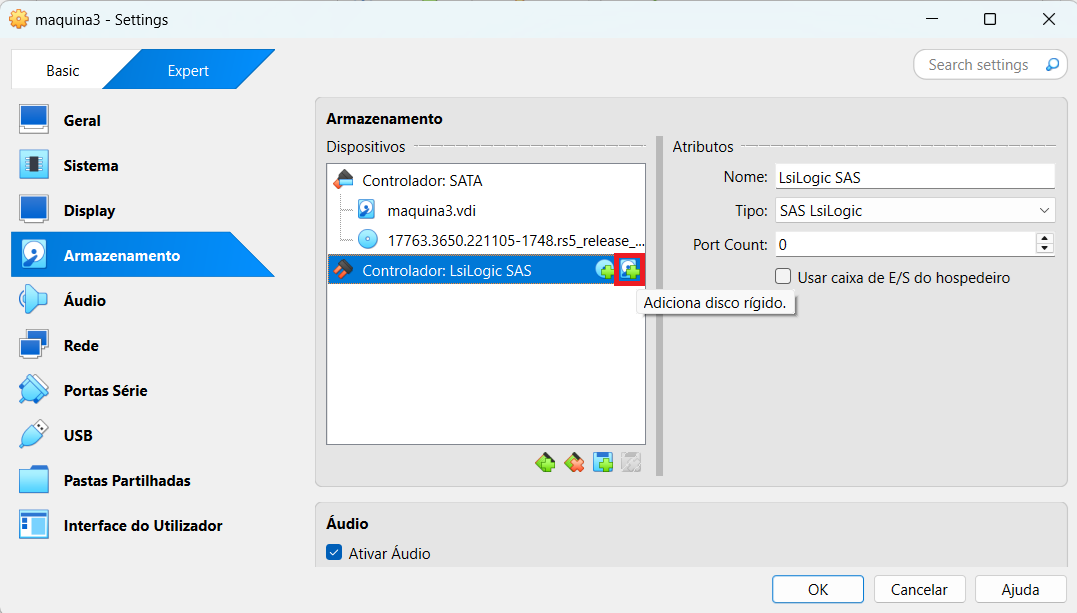 maquina3 - Settings
Basic
Expert
Search settings
Geral
Sistema
Display
Armazenamento
Áudio
Rede
Portas Série
USB
Pastas Partilhadas
Interface do Utilizador
Armazenamento
Dispositivos
Controlador: SATA
maquina3.vdi
17763.3650.221105-1748.rs5_release_...
Controlador: LsiLogic SAS
Adiciona disco rígido.
Atributos
Nome: LsiLogic SAS
Tipo: SAS LsiLogic
Port Count: 0
Usar caixa de E/S do hospedeiro
Áudio
Ativar Áudio
OK
Cancelar
Ajuda